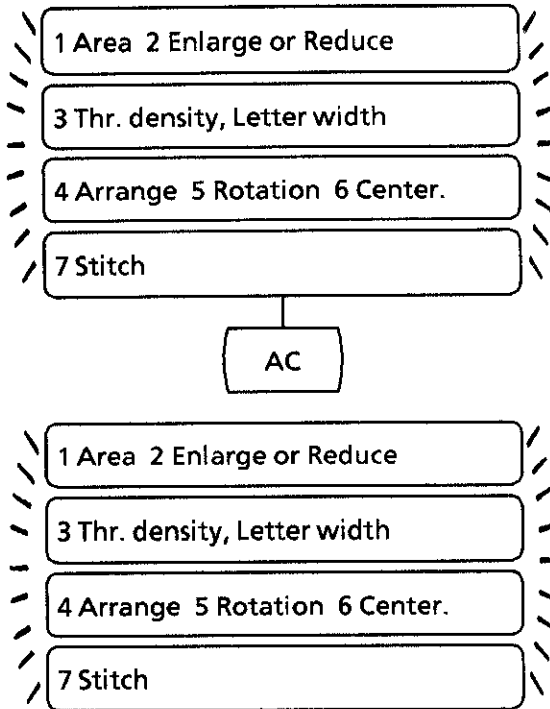 1 Area 2 Enlarge or Reduce
3 Thr. density, Letter width
4 Arrange 5 Rotation 6 Center.
7 Stitch
AC
1 Area 2 Enlarge or Reduce
3 Thr. density, Letter width
4 Arrange 5 Rotation 6 Center.
7 Stitch